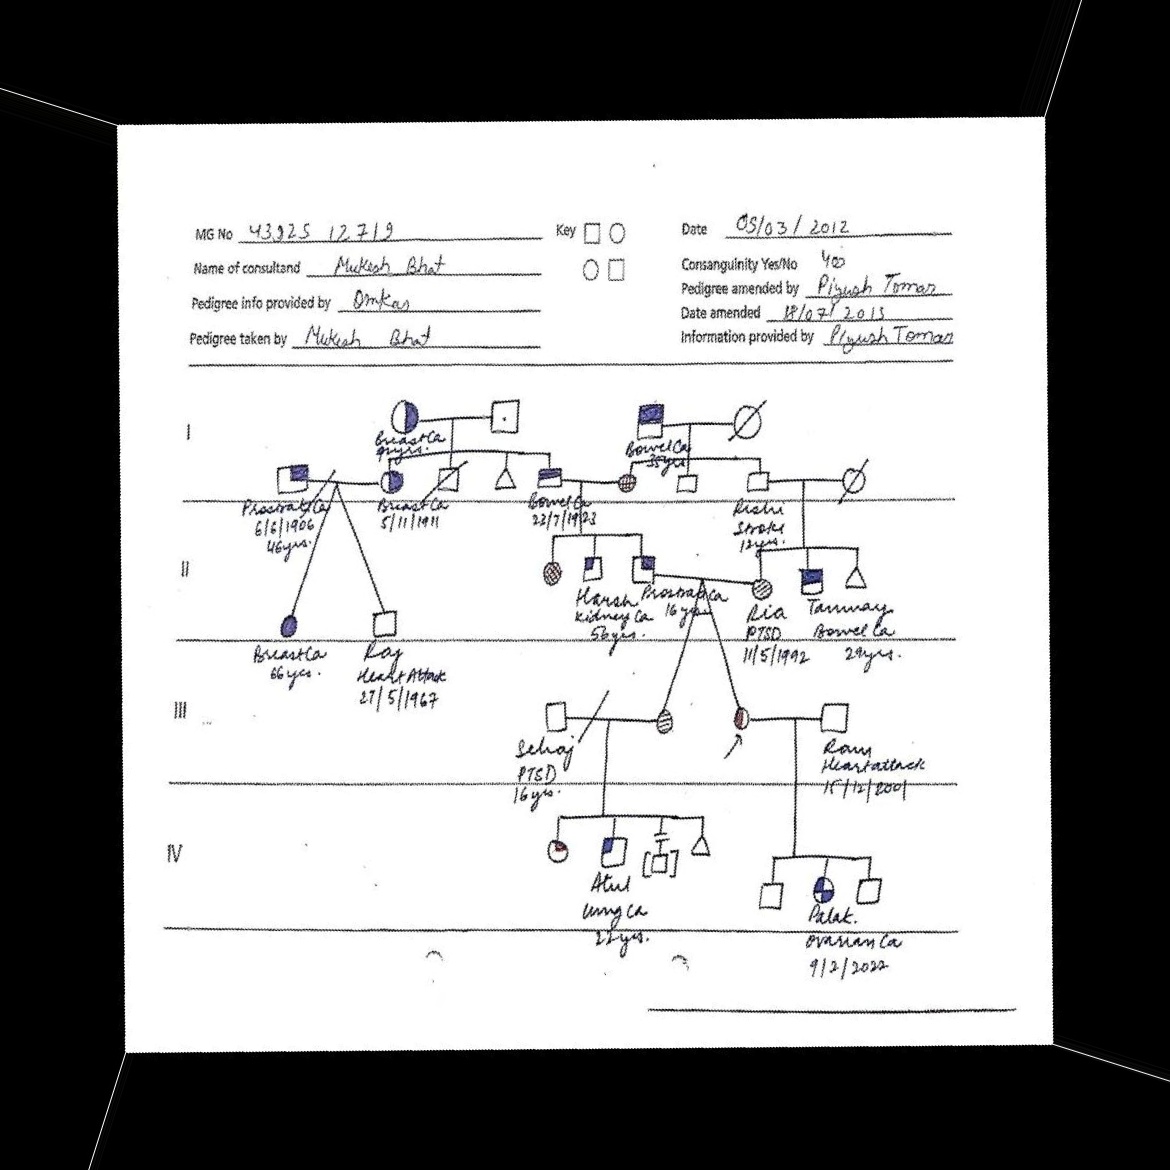 MG No 43925 12719
Key
Date 05/03/2012
Name of consultand Mukesh Bhat
Consanguinity Yes/No Yes
Pedigree info provided by Omkar
Pedigree amended by Piyush Tomar
Date amended 18/07/2013
Pedigree taken by Mukesh Bhat
Information provided by Piyush Tomar
I
Breast Ca
Bowel Ca
35yrs.
Prostrate Ca
6/6/1906
46yrs.
Breast Ca
5/11/1911
Bowel Ca
23/7/1923
Rishi
Stroke
12yrs.
II
Harsh
Kidney Ca
56yrs.
Prostrate Ca
16yrs.
Ria
PTSD
11/5/1992
Tanmay
Bowel Ca
29yrs.
Breast Ca
66yrs.
Raj
Heart Attack
27/5/1967
III
Sehaj
PTSD
16yrs.
Ram
Heart attack
15/12/2001
IV
Atul
Lung Ca
22yrs.
Palak.
Ovarian Ca
9/2/2022